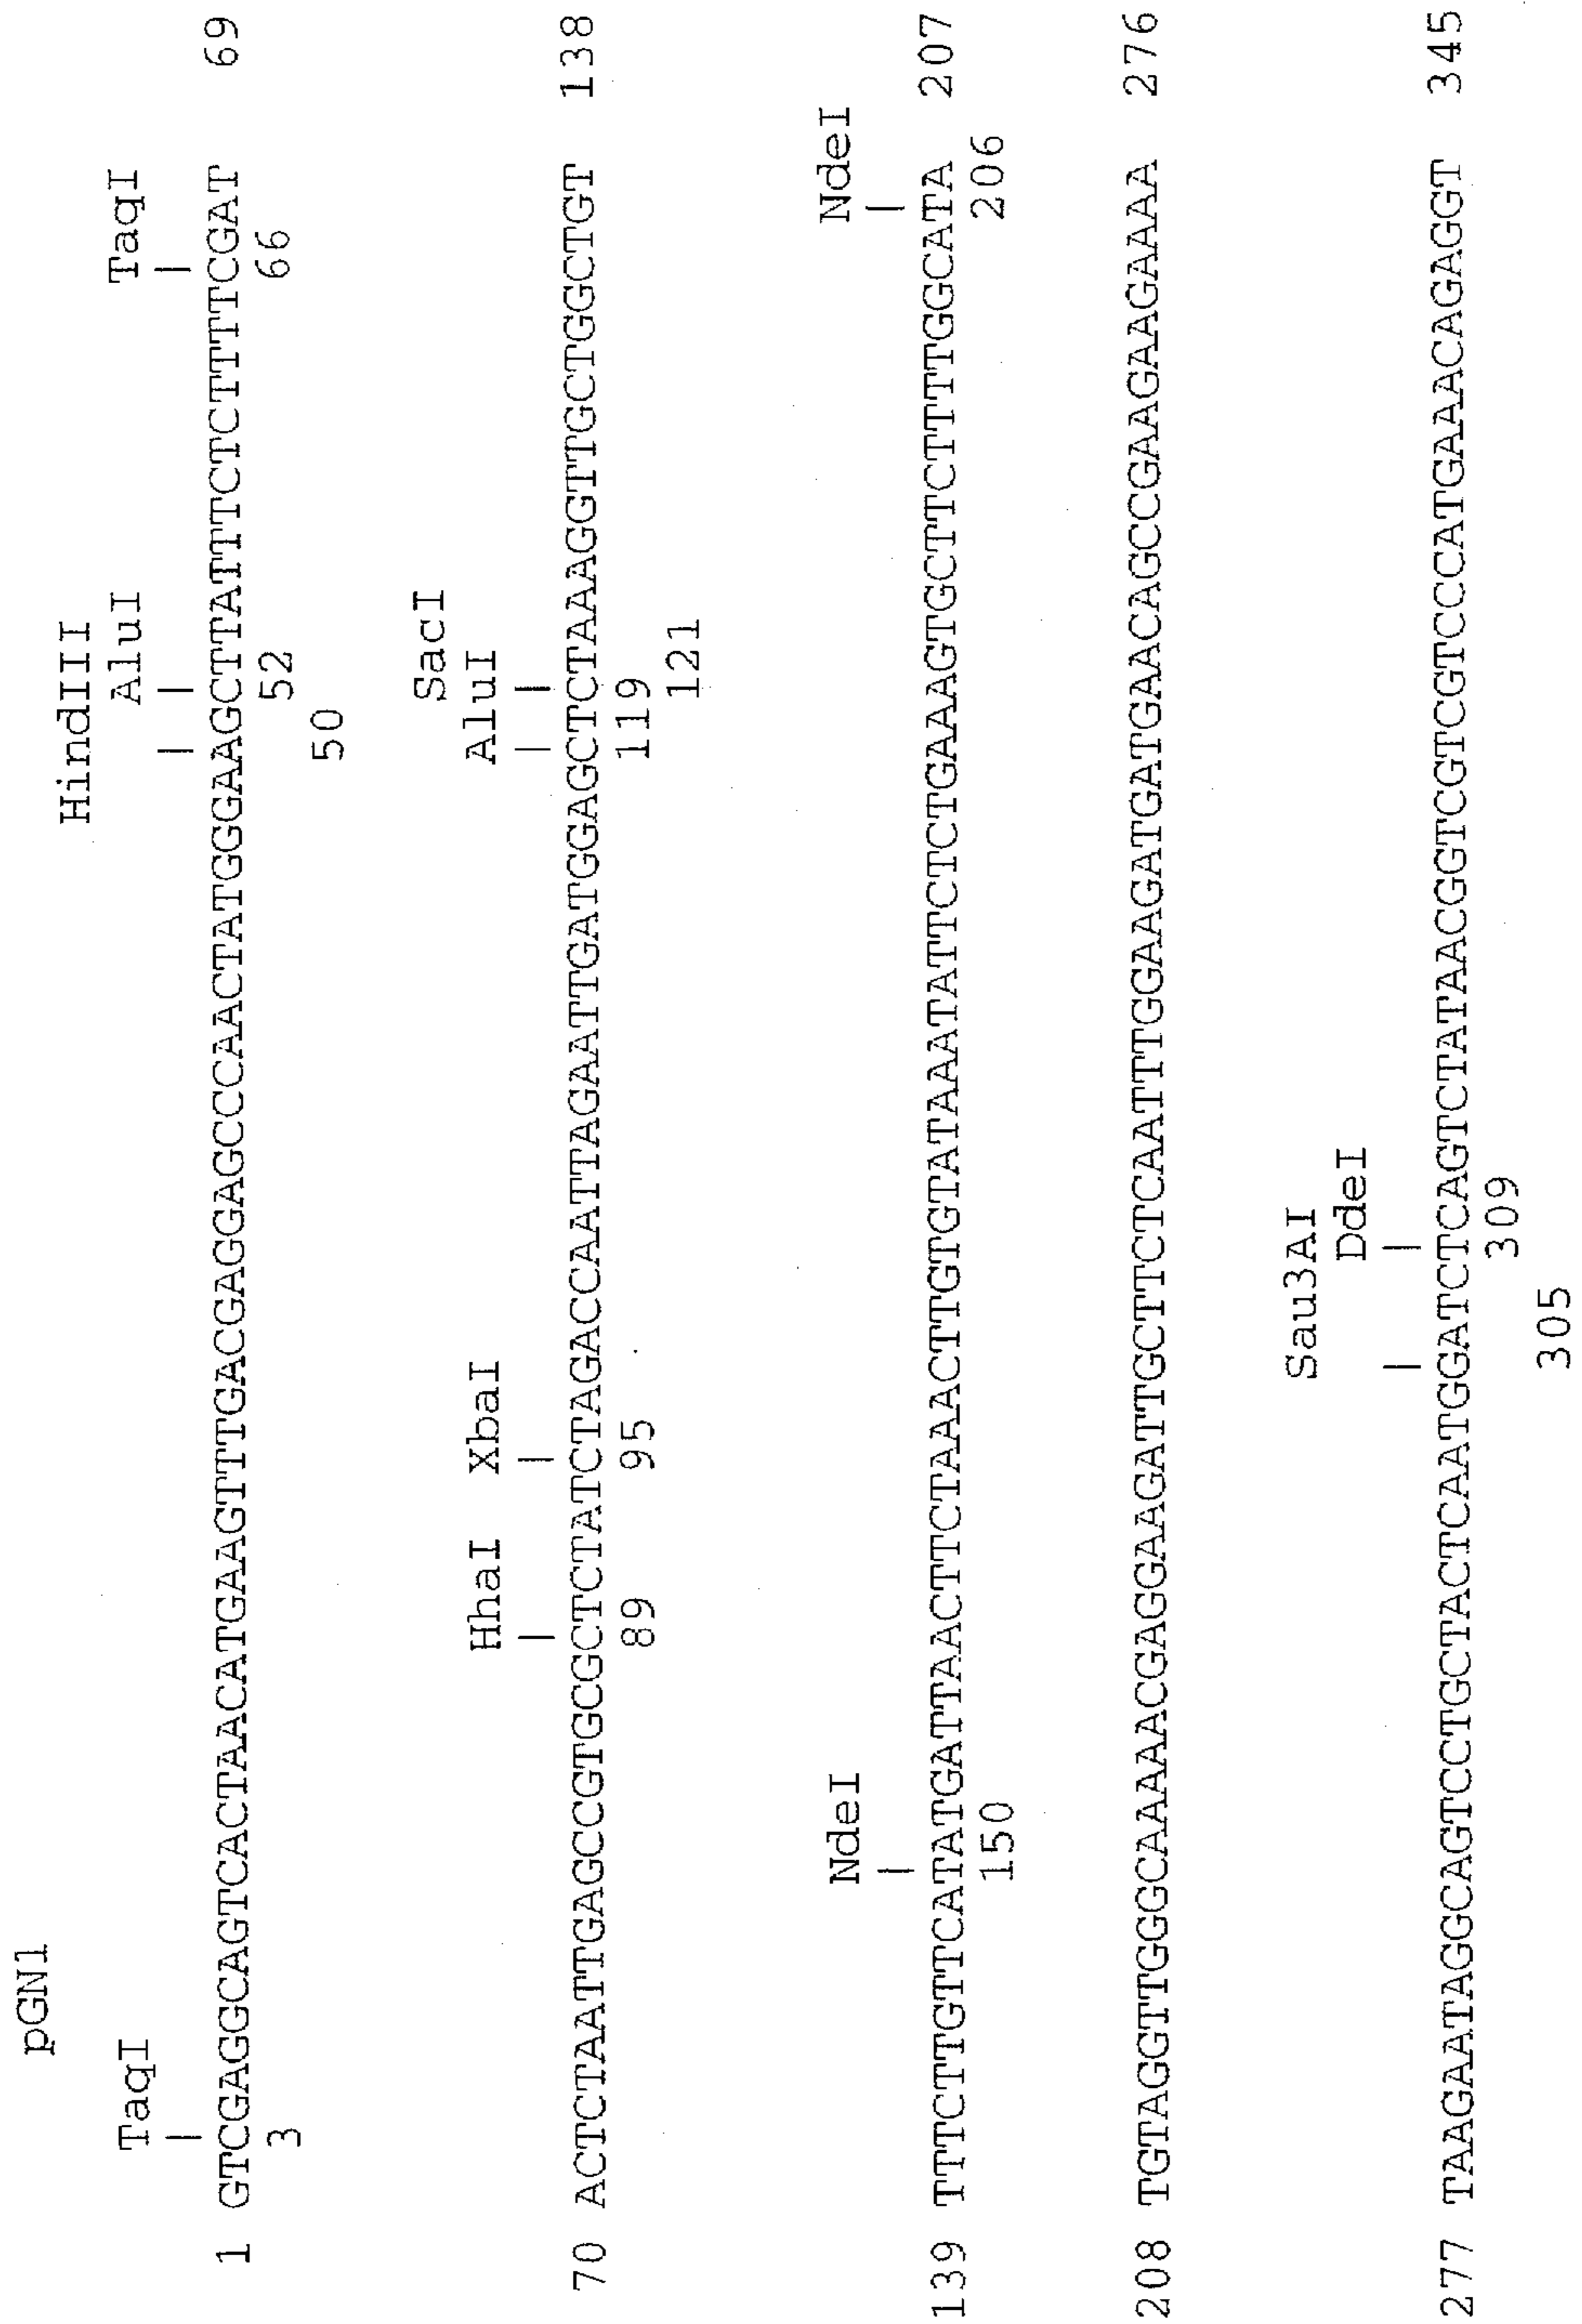 pGN1
HindIII
TaqI AluI TaqI
1 GTCGAGGCAGTCACTAACATGAAGTTTGACGAGGAGCCCAACTATGGGAAGCTTATTTCTCTTTTCGAT 69
3 52 66
50
SacI
HhaI XbaI AluI
70 ACTCTAATTGAGCCGTGCGCTCTATCTAGACCAATTAGAATTGATGGAGCTCTAAAGGTTGCTGGCTGT 138
89 95 119
121
NdeI NdeI
139 TTTCTTGTTCATATGATTAACTTCTAAACTTGTGTATAAATATTCTCTGAAAGTGCTTCTTTTGGCATA 207
150 206
208 TGTAGGTTGGGCAAAAACGAGGAAGATTGCTTCTCAATTTGGAAGATGATGAACAGCCGAAGAAGAAAA 276
Sau3AI
DdeI
277 TAAGAATAGGCAGTCCTGCTACTCAATGGATCTCAGTCTATAACGGTCGTCGTCCCATGAAACAGAGGT 345
309
305